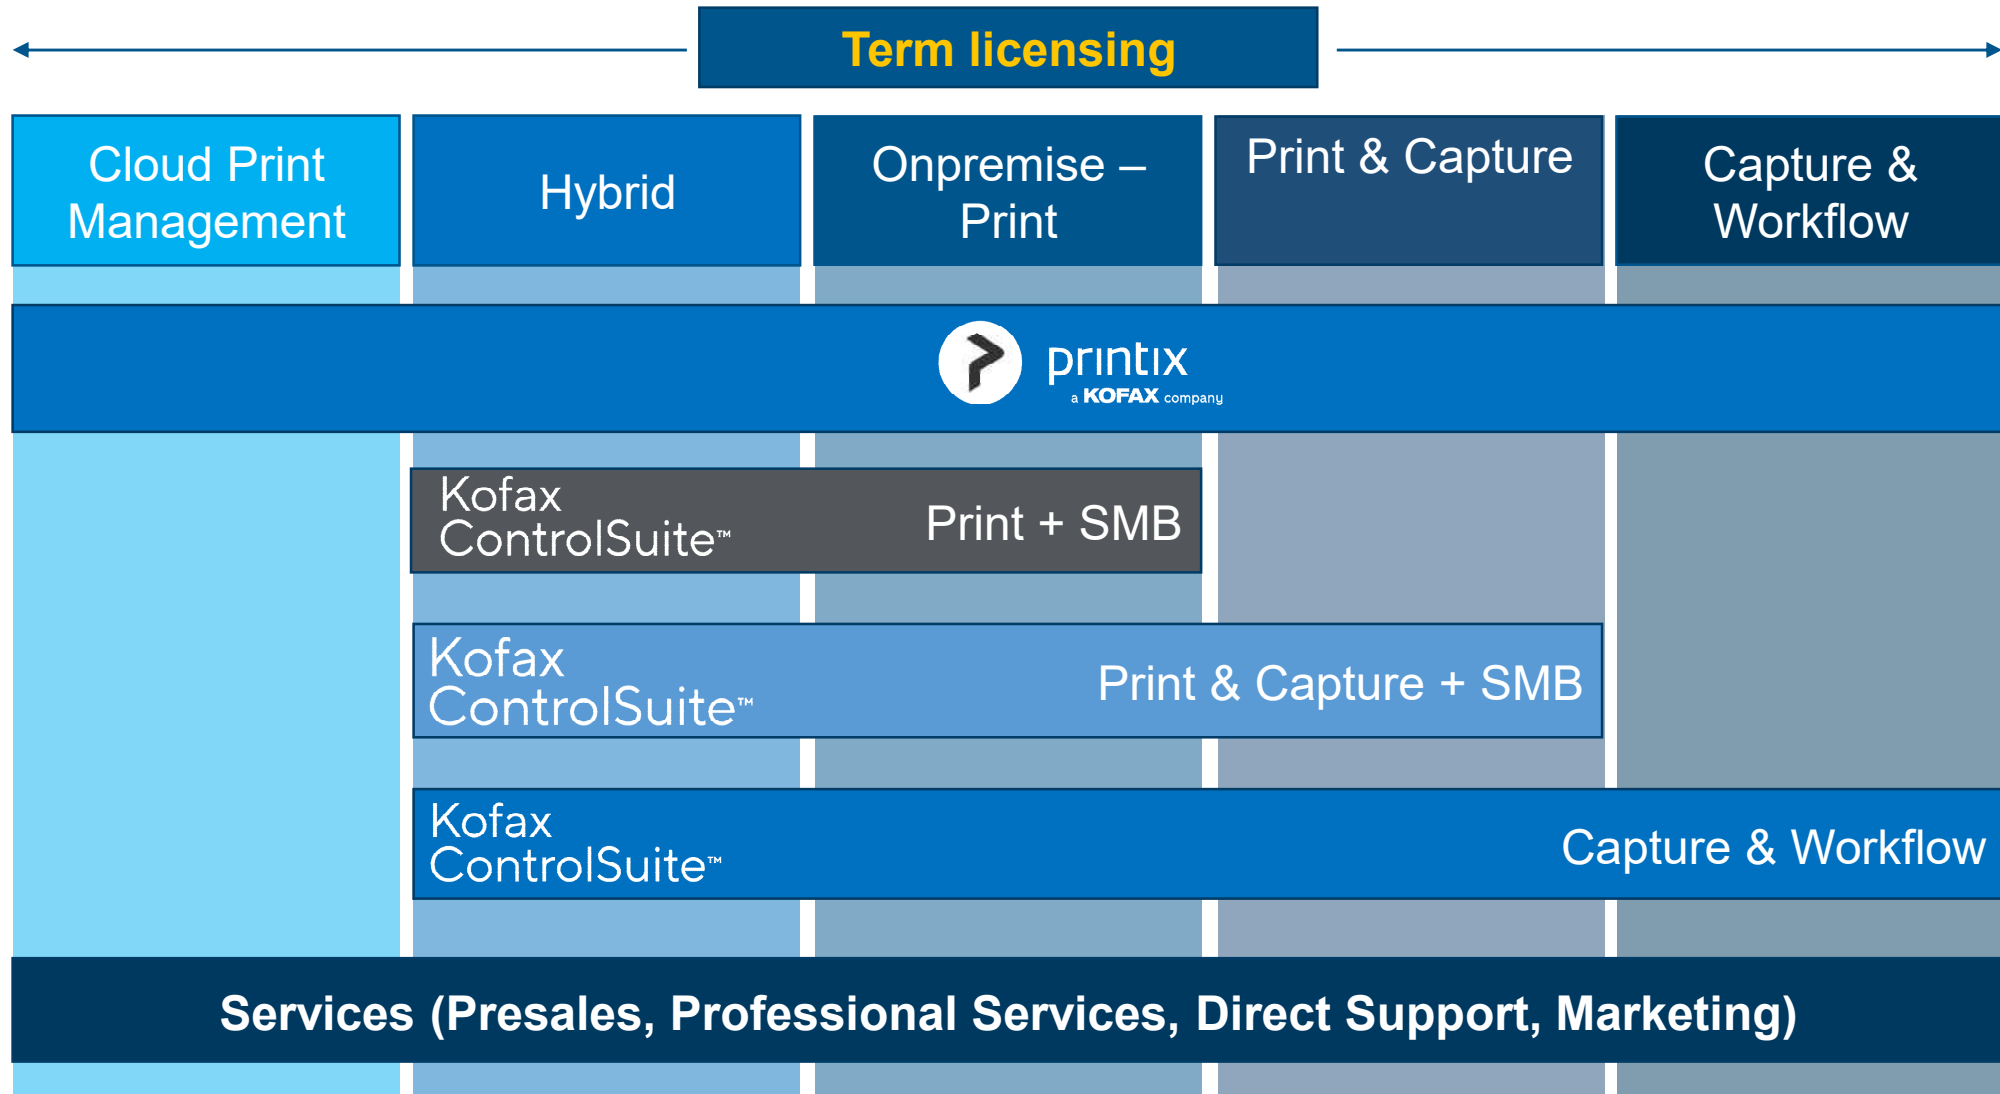 Term licensing
Cloud Print
Management
Hybrid
Onpremise –
Print
Print & Capture
Capture &
Workflow
printix
a KOFAX company
Kofax
ControlSuite™
Print + SMB
Kofax
ControlSuite™
Print & Capture + SMB
Kofax
ControlSuite™
Capture & Workflow
Services (Presales, Professional Services, Direct Support, Marketing)